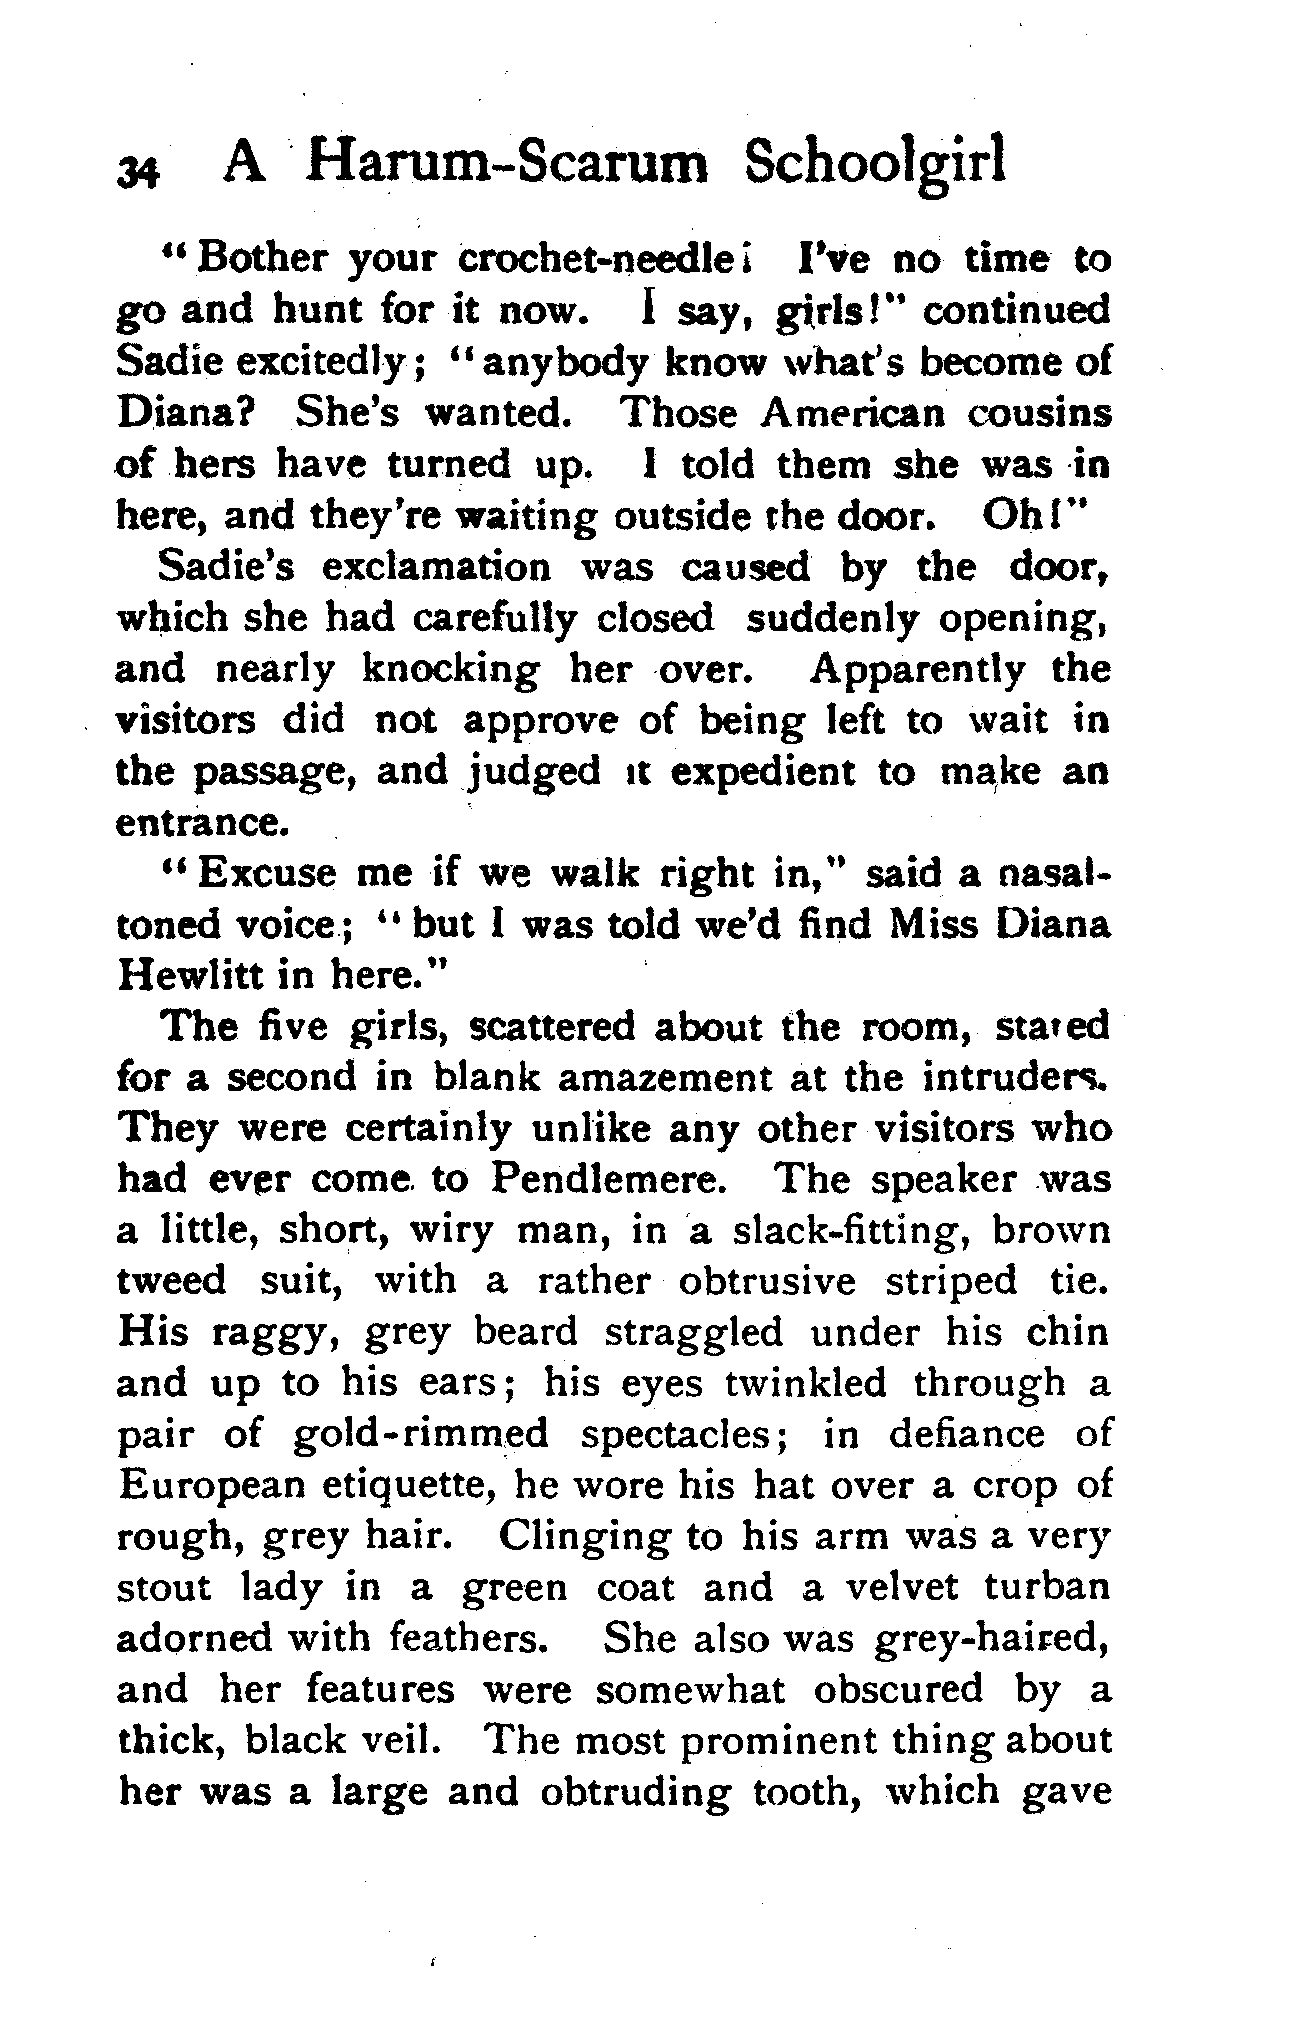 34 A Harum-Scarum Schoolgirl
"Bother your crochet-needle! I've no time to
go and hunt for it now. I say, girls!" continued
Sadie excitedly; "anybody know what's become of
Diana? She's wanted. Those American cousins
of hers have turned up. I told them she was in
here, and they're waiting outside the door. Oh!"
Sadie's exclamation was caused by the door,
which she had carefully closed suddenly opening,
and nearly knocking her over. Apparently the
visitors did not approve of being left to wait in
the passage, and judged it expedient to make an
entrance.
"Excuse me if we walk right in," said a nasal-
toned voice; "but I was told we'd find Miss Diana
Hewlitt in here."
The five girls, scattered about the room, stared
for a second in blank amazement at the intruders.
They were certainly unlike any other visitors who
had ever come to Pendlemere. The speaker was
a little, short, wiry man, in a slack-fitting, brown
tweed suit, with a rather obtrusive striped tie.
His raggy, grey beard straggled under his chin
and up to his ears; his eyes twinkled through a
pair of gold-rimmed spectacles; in defiance of
European etiquette, he wore his hat over a crop of
rough, grey hair. Clinging to his arm was a very
stout lady in a green coat and a velvet turban
adorned with feathers. She also was grey-haired,
and her features were somewhat obscured by a
thick, black veil. The most prominent thing about
her was a large and obtruding tooth, which gave